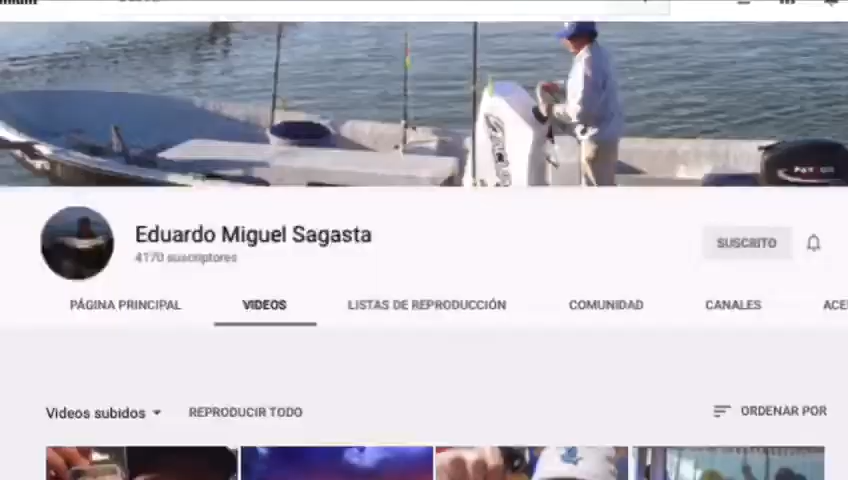 Eduardo Miguel Sagasta
4170 suscriptores
SUSCRITO
PÁGINA PRINCIPAL VIDEOS LISTAS DE REPRODUCCIÓN COMUNIDAD CANALES
Videos subidos REPRODUCIR TODO ORDENAR POR